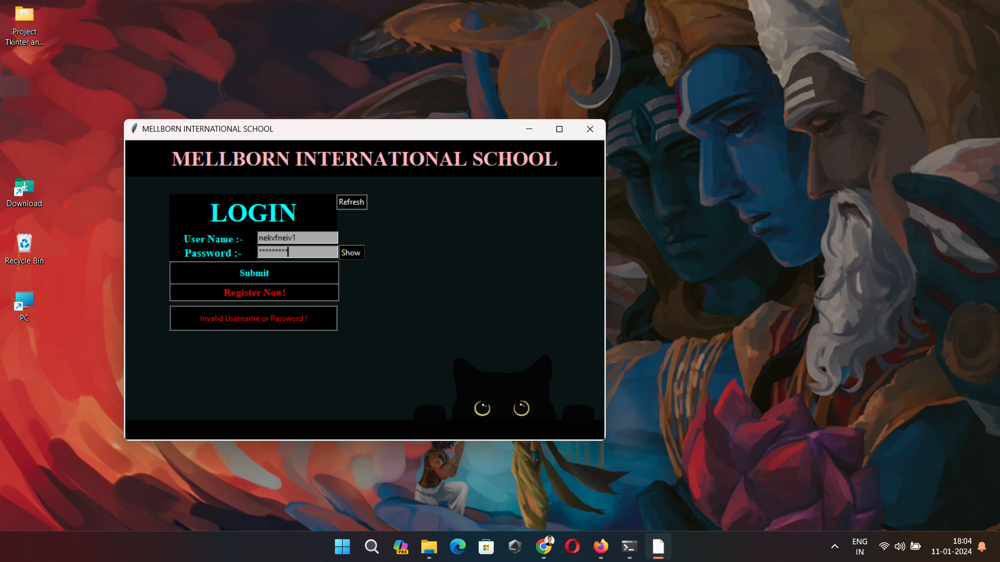 Project
Tkinter an...
Download
Recycle Bin
PC
MELLBORN INTERNATIONAL SCHOOL
MELLBORN INTERNATIONAL SCHOOL
LOGIN
Refresh
User Name :-
nekvfneiv1
Password :-
*********
Show
Submit
Register Now!
Invalid Username or Password !
PRE
ENG
IN
18:04
11-01-2024